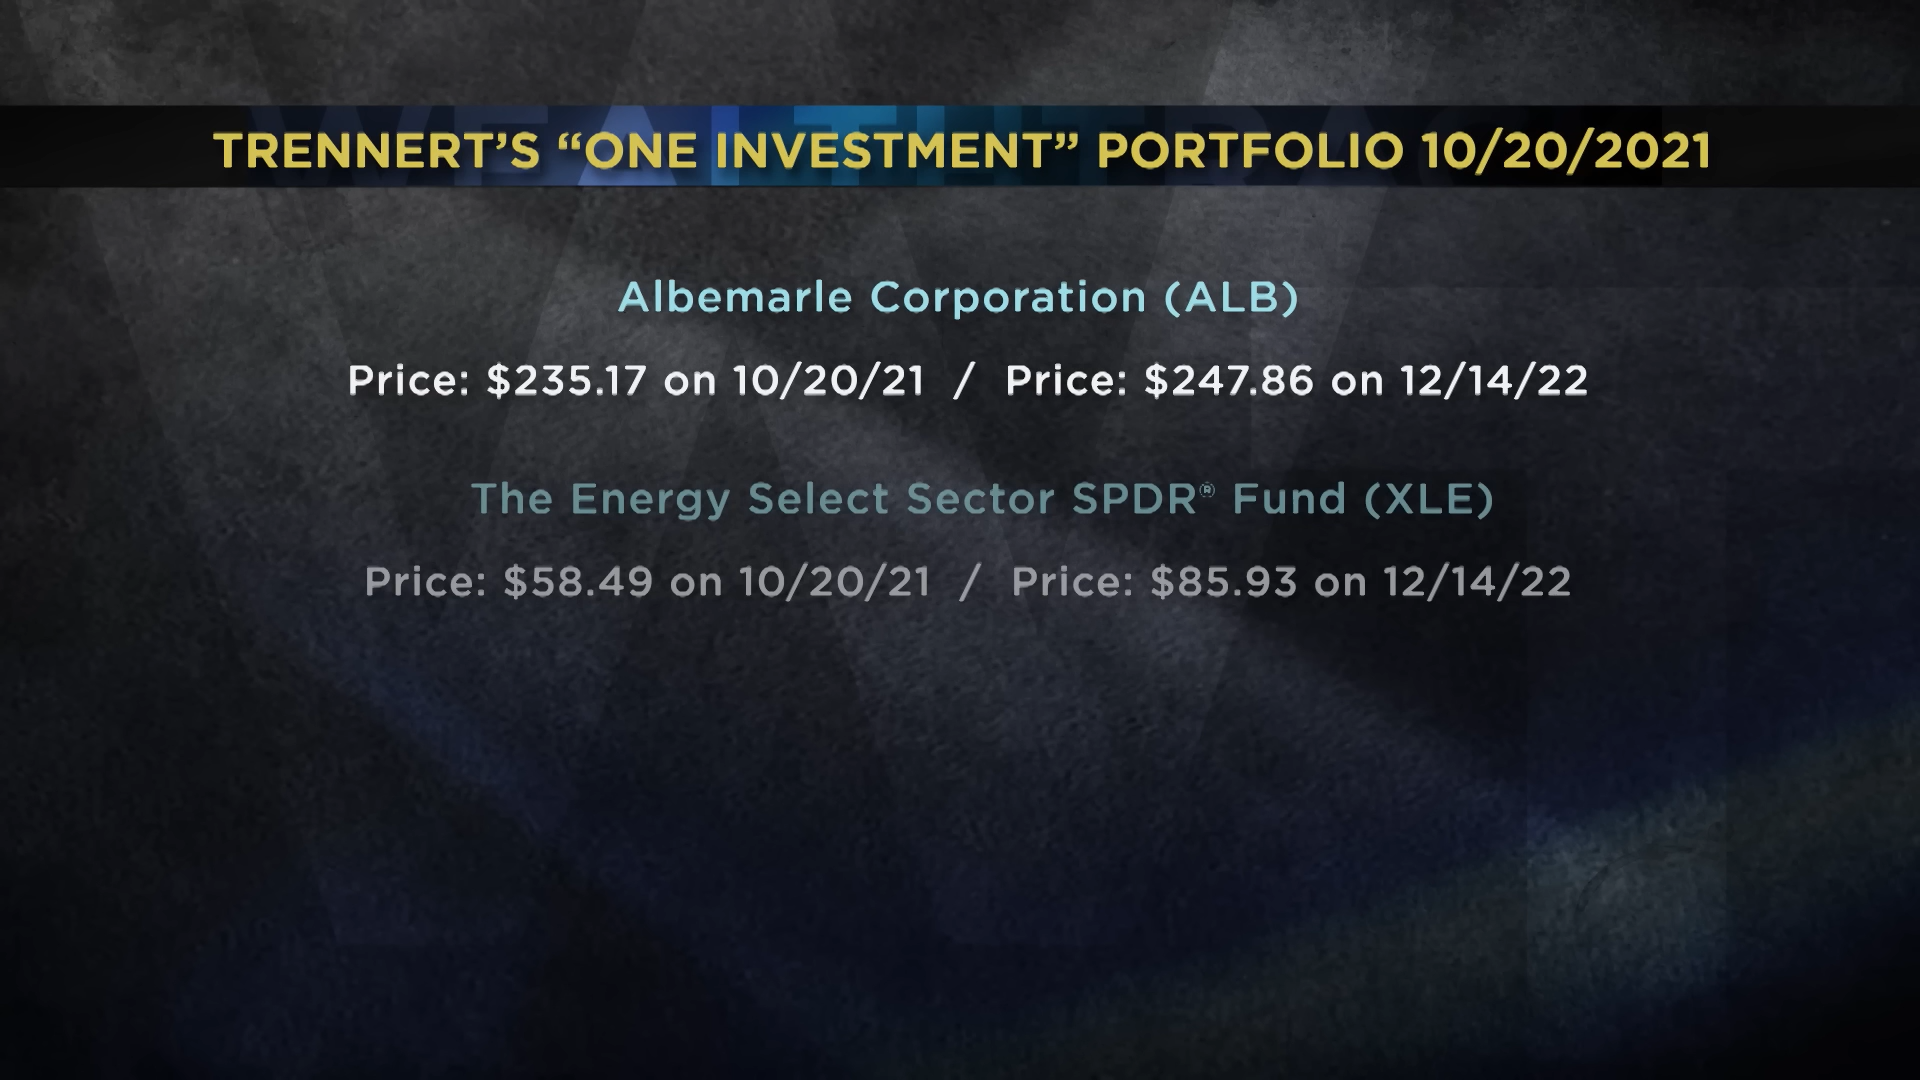 TRENNERT’S “ONE INVESTMENT” PORTFOLIO 10/20/2021
Albemarle Corporation (ALB)
Price: $235.17 on 10/20/21 / Price: $247.86 on 12/14/22
The Energy Select Sector SPDR® Fund (XLE)
Price: $58.49 on 10/20/21 / Price: $85.93 on 12/14/22